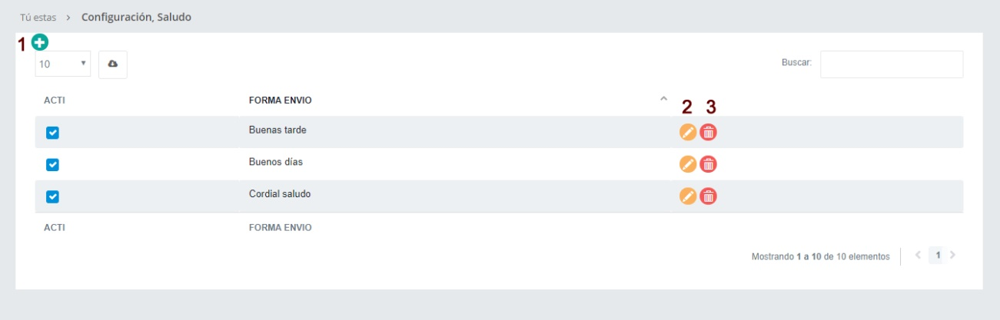 Tú estas > Configuración, Saludo
1
10
Buscar:
ACTI FORMA ENVIO
2 3
Buenas tarde
Buenos días
Cordial saludo
ACTI FORMA ENVIO
Mostrando 1 a 10 de 10 elementos < 1 >